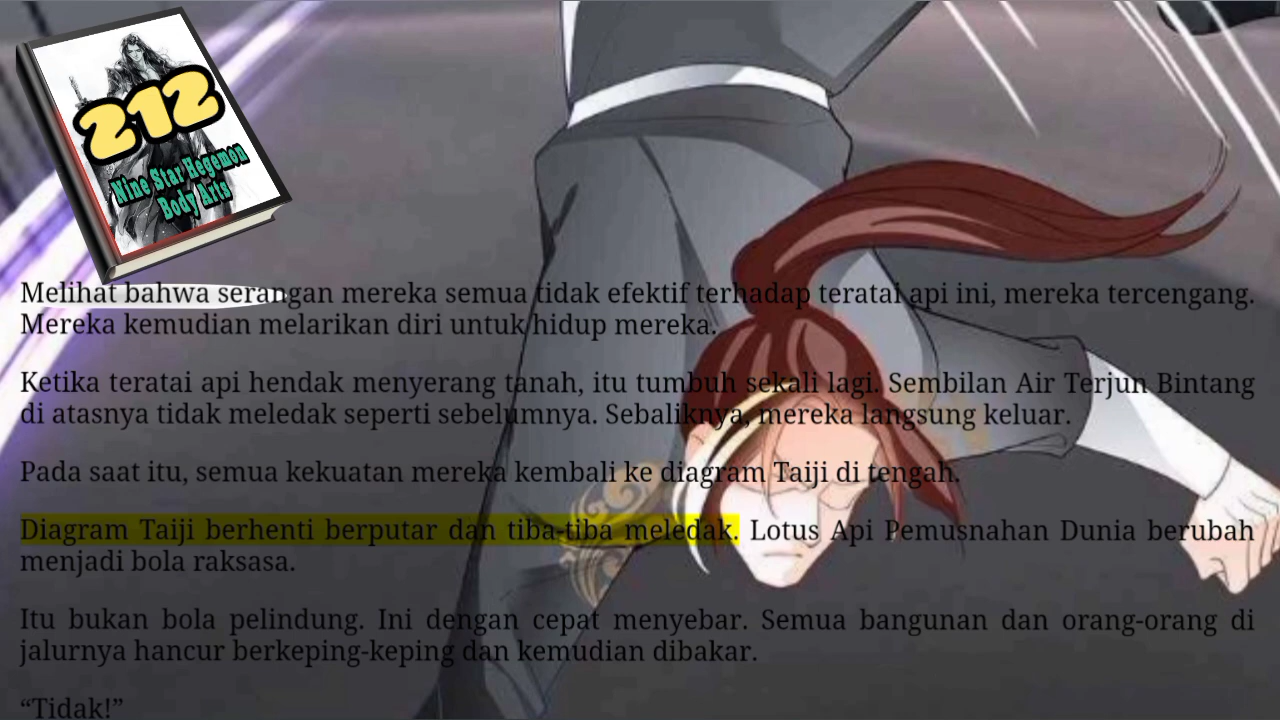 212
Nine Star Hegemon
Body Arts
Melihat bahwa serangan mereka semua tidak efektif terhadap teratai api ini, mereka tercengang.
Mereka kemudian melarikan diri untuk hidup mereka.
Ketika teratai api hendak menyerang tanah, itu tumbuh sekali lagi. Sembilan Air Terjun Bintang
di atasnya tidak meledak seperti sebelumnya. Sebaliknya, mereka langsung keluar.
Pada saat itu, semua kekuatan mereka kembali ke diagram Taiji di tengah.
Diagram Taiji berhenti berputar dan tiba-tiba meledak. Lotus Api Pemusnahan Dunia berubah
menjadi bola raksasa.
Itu bukan bola pelindung. Ini dengan cepat menyebar. Semua bangunan dan orang-orang di
jalurnya hancur berkeping-keping dan kemudian dibakar.
“Tidak!”